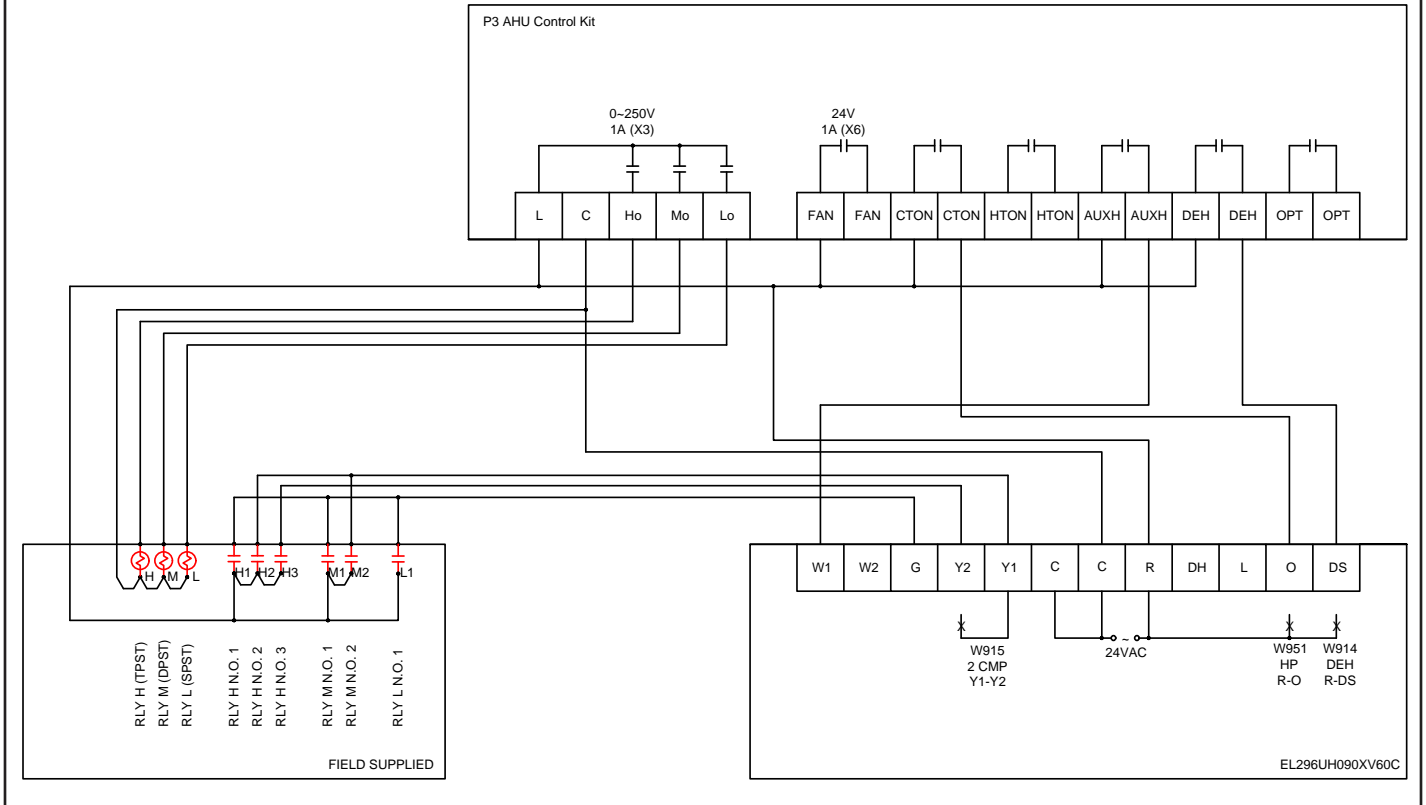 P3 AHU Control Kit
0~250V
1A (X3)
24V
1A (X6)
L C Ho Mo Lo
FAN FAN CTON CTON HTON HTON AUXH AUXH DEH DEH OPT OPT
H M L H1 H2 H3 M1 M2 L1
RLY H (TPST)
RLY M (DPST)
RLY L (SPST)
RLY H N.O. 1
RLY H N.O. 2
RLY H N.O. 3
RLY M N.O. 1
RLY M N.O. 2
RLY L N.O. 1
FIELD SUPPLIED
W1 W2 G Y2 Y1 C C R DH L O DS
W915
2 CMP
Y1-Y2
~
24VAC
W951
HP
R-O
W914
DEH
R-DS
EL296UH090XV60C